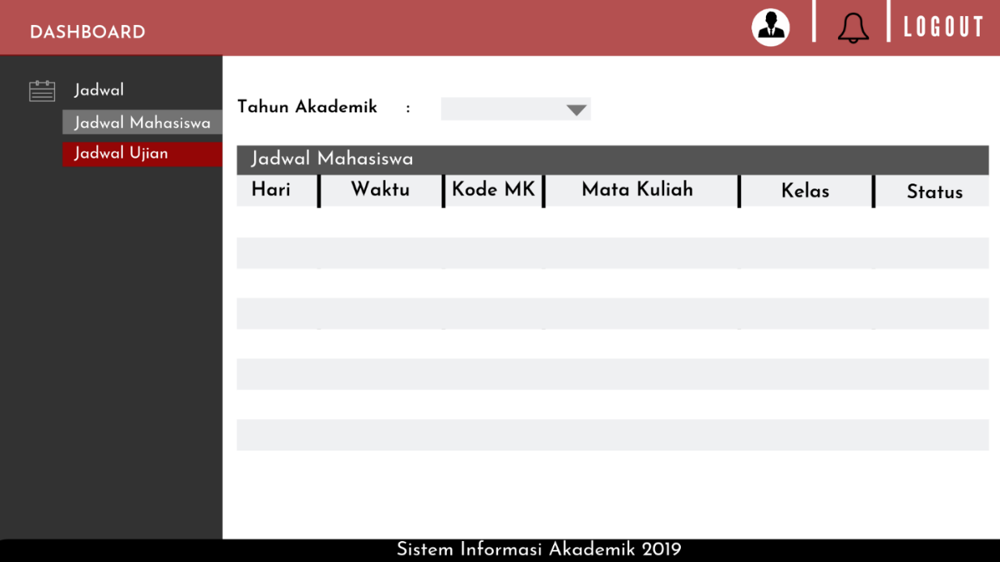 DASHBOARD
LOGOUT
Jadwal
Jadwal Mahasiswa
Jadwal Ujian
Tahun Akademik :
Jadwal Mahasiswa
Hari Waktu Kode MK Mata Kuliah Kelas Status
Sistem Informasi Akademik 2019